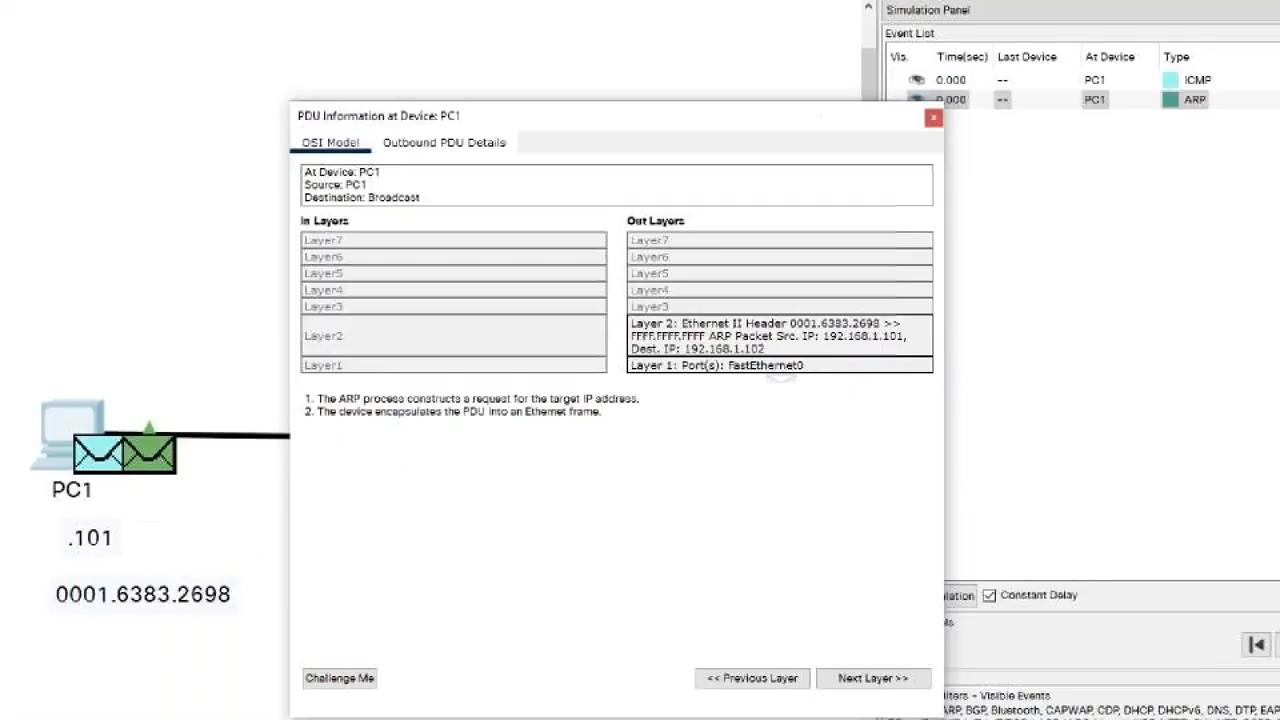 Simulation Panel
Event List
Vis. Time(sec) Last Device At Device Type
0.000 -- PC1 ICMP
0.000 -- PC1 ARP
PDU Information at Device: PC1
x
OSI Model Outbound PDU Details
At Device: PC1
Source: PC1
Destination: Broadcast
In Layers
Out Layers
Layer7
Layer6
Layer5
Layer4
Layer3
Layer2
Layer1
Layer7
Layer6
Layer5
Layer4
Layer3
Layer 2: Ethernet II Header 0001.6383.2698 >>
FFFF.FFFF.FFFF ARP Packet Src. IP: 192.168.1.101,
Dest. IP: 192.168.1.102
Layer 1: Port(s): FastEthernet0
1. The ARP process constructs a request for the target IP address.
2. The device encapsulates the PDU into an Ethernet frame.
PC1
.101
0001.6383.2698
Constant Delay
Challenge Me
<< Previous Layer
Next Layer >>
- Visible Events
ARP, BGP, Bluetooth, CAPWAP, CDP, DHCP, DHCPv6, DNS, DTP, EAP